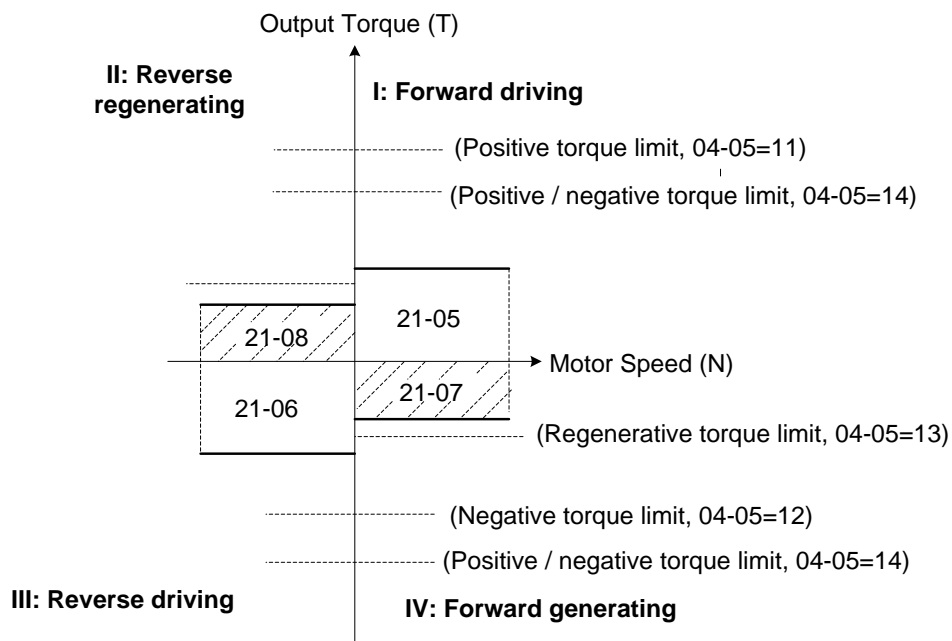 Output Torque (T)
II: Reverse
regenerating
I: Forward driving
(Positive torque limit, 04-05=11)
(Positive / negative torque limit, 04-05=14)
21-05
21-08
Motor Speed (N)
21-07
21-06
(Regenerative torque limit, 04-05=13)
(Negative torque limit, 04-05=12)
(Positive / negative torque limit, 04-05=14)
III: Reverse driving
IV: Forward generating